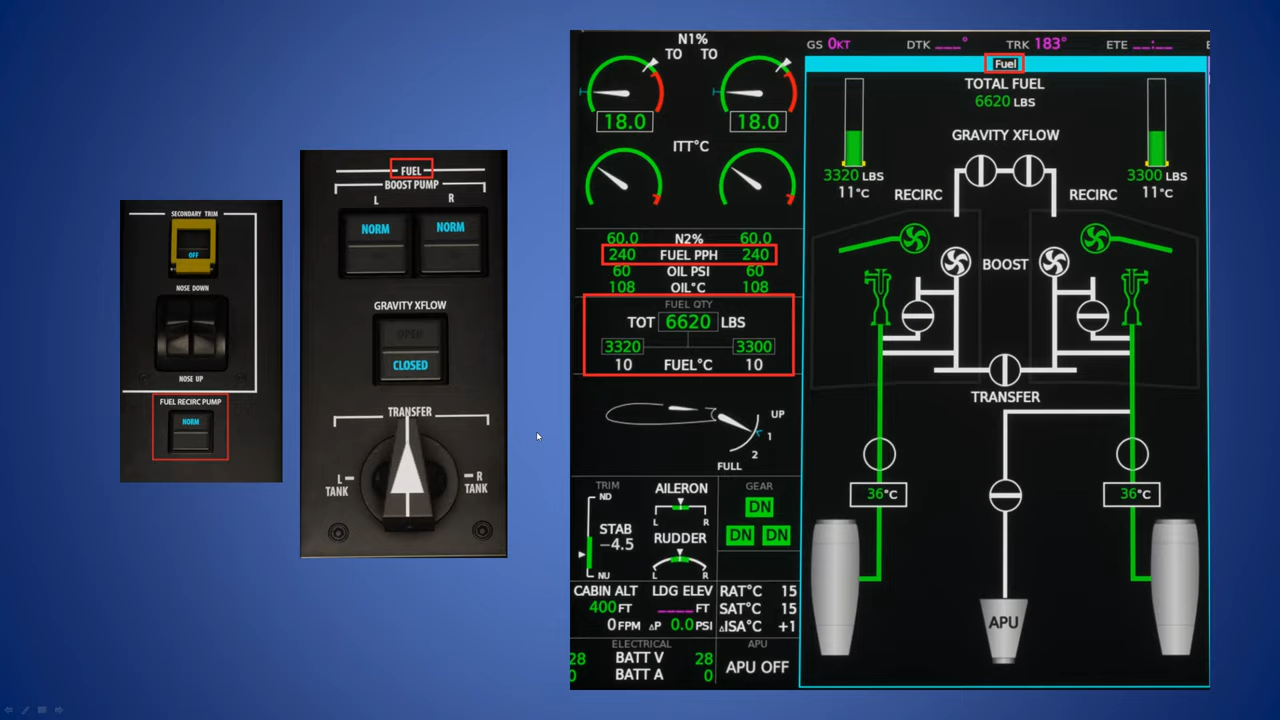 SECONDARY TRIM
OFF
NOSE DOWN
NOSE UP
FUEL RECIRC PUMP
NORM
FUEL
BOOST PUMP
L R
NORM NORM
GRAVITY XFLOW
OPEN
CLOSED
TRANSFER
L TANK
R TANK
N1%
TO TO
18.0 18.0
ITT°C
60.0 N2% 60.0
240 FUEL PPH 240
60 OIL PSI 60
108 OIL°C 108
FUEL QTY
TOT 6620 LBS
3320 3300
10 FUEL°C 10
UP
1
2
FULL
TRIM
ND
STAB
-4.5
NU
AILERON
L R
RUDDER
L R
GEAR
DN
DN DN
CABIN ALT LDG ELEV
400 FT ____ FT
0 FPM ΔP 0.0 PSI
RAT°C 15
SAT°C 15
ΔISA°C +1
ELECTRICAL
28 BATT V 28
0 BATT A 0
APU
APU OFF
GS 0KT DTK ___° TRK 183° ETE __:__
Fuel
TOTAL FUEL
6620 LBS
GRAVITY XFLOW
3320 LBS 3300 LBS
11°C 11°C
RECIRC RECIRC
BOOST
TRANSFER
36°C 36°C
APU